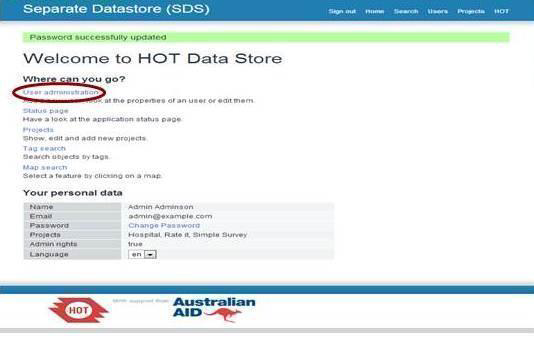 Separate Datastore (SDS)
Sign out Home Search Users Projects HOT
Password successfully updated
Welcome to HOT Data Store
Where can you go?
User administration
look at the properties of an user or edit them.
Status page
Have a look at the application status page.
Projects
Show, edit and add new projects.
Tag search
Search objects by tags.
Map search
Select a feature by clicking on a map.
Your personal data
Name Admin Adminson
Email admin@example.com
Password Change Password
Projects Hospital, Rate it, Simple Survey
Admin rights true
Language en
HOT
With support from
Australian
AID